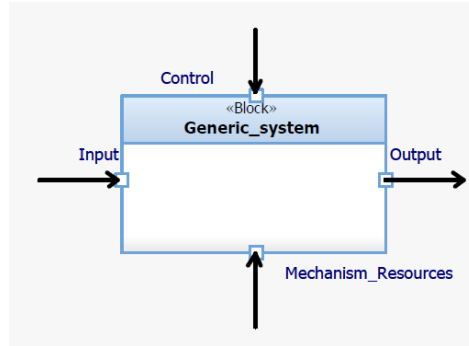 Control
«Block»
Generic_system
Input
Output
Mechanism_Resources